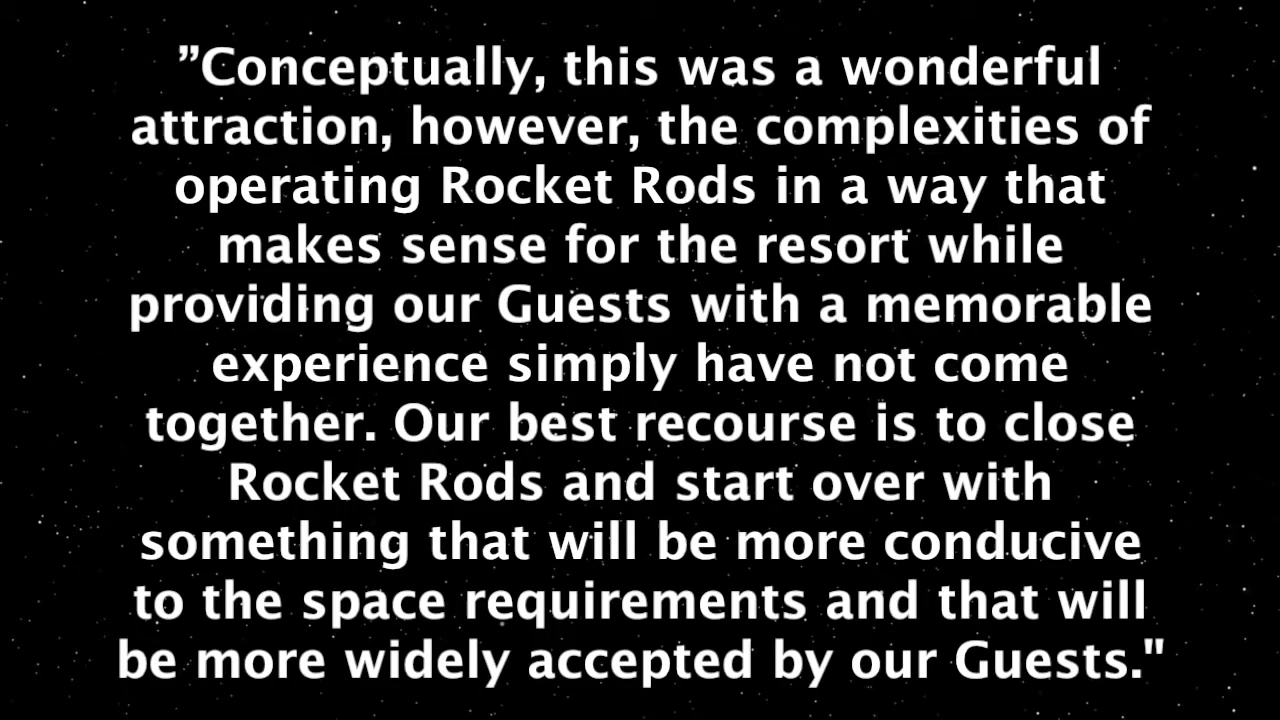 ”Conceptually, this was a wonderful
attraction, however, the complexities of
operating Rocket Rods in a way that
makes sense for the resort while
providing our Guests with a memorable
experience simply have not come
together. Our best recourse is to close
Rocket Rods and start over with
something that will be more conducive
to the space requirements and that will
be more widely accepted by our Guests."